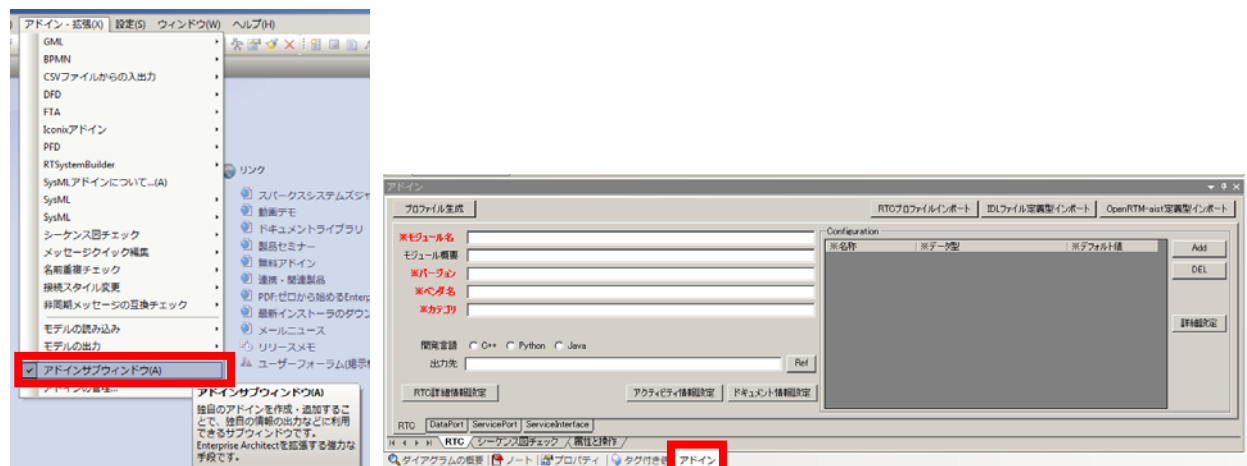 アドイン・拡張(X) 設定(S) ウィンドウ(W) ヘルプ(H)
GML
BPMN
CSVファイルからの入出力
DFD
FTA
Iconixアドイン
PFD
RTSystemBuilder
SysMLアドインについて...(A)
SysML
SysML
シーケンス図チェック
メッセージクイック編集
名前重複チェック
接続スタイル変更
非同期メッセージの互換チェック
モデルの読み込み
モデルの出力
アドインサブウィンドウ(A)
アドインの管理...
アドインサブウィンドウ(A)
独自のアドインを作成・追加するこ
とで、独自の情報の出力などに利用
できるサブウィンドウです。
Enterprise Architectを拡張する強力な
手段です。
リンク
スパークスシステムズジャ
動画デモ
ドキュメントライブラリ
製品セミナー
無料アドイン
連携・関連製品
PDF:ゼロから始めるEnterp
最新インストーラのダウン
メールニュース
リリースメモ
ユーザーフォーラム(掲示
アドイン
プロファイル生成 RTCプロファイルインポート IDLファイル定義型インポート OpenRTM-aist定義型インポート
※モジュール名
モジュール概要
※バージョン
※ベンダ名
※カテゴリ
開発言語 C++ Python Java
出力先 Ref
RTC詳細情報設定 アクティビティ情報設定 ドキュメント情報設定
Configuration
※名称 ※データ型 ※デフォルト値
Add
DEL
詳細設定
RTC DataPort ServicePort ServiceInterface
RTC シーケンス図チェック 属性と操作
ダイアグラムの概要 ノート プロパティ タグ付き値 アドイン